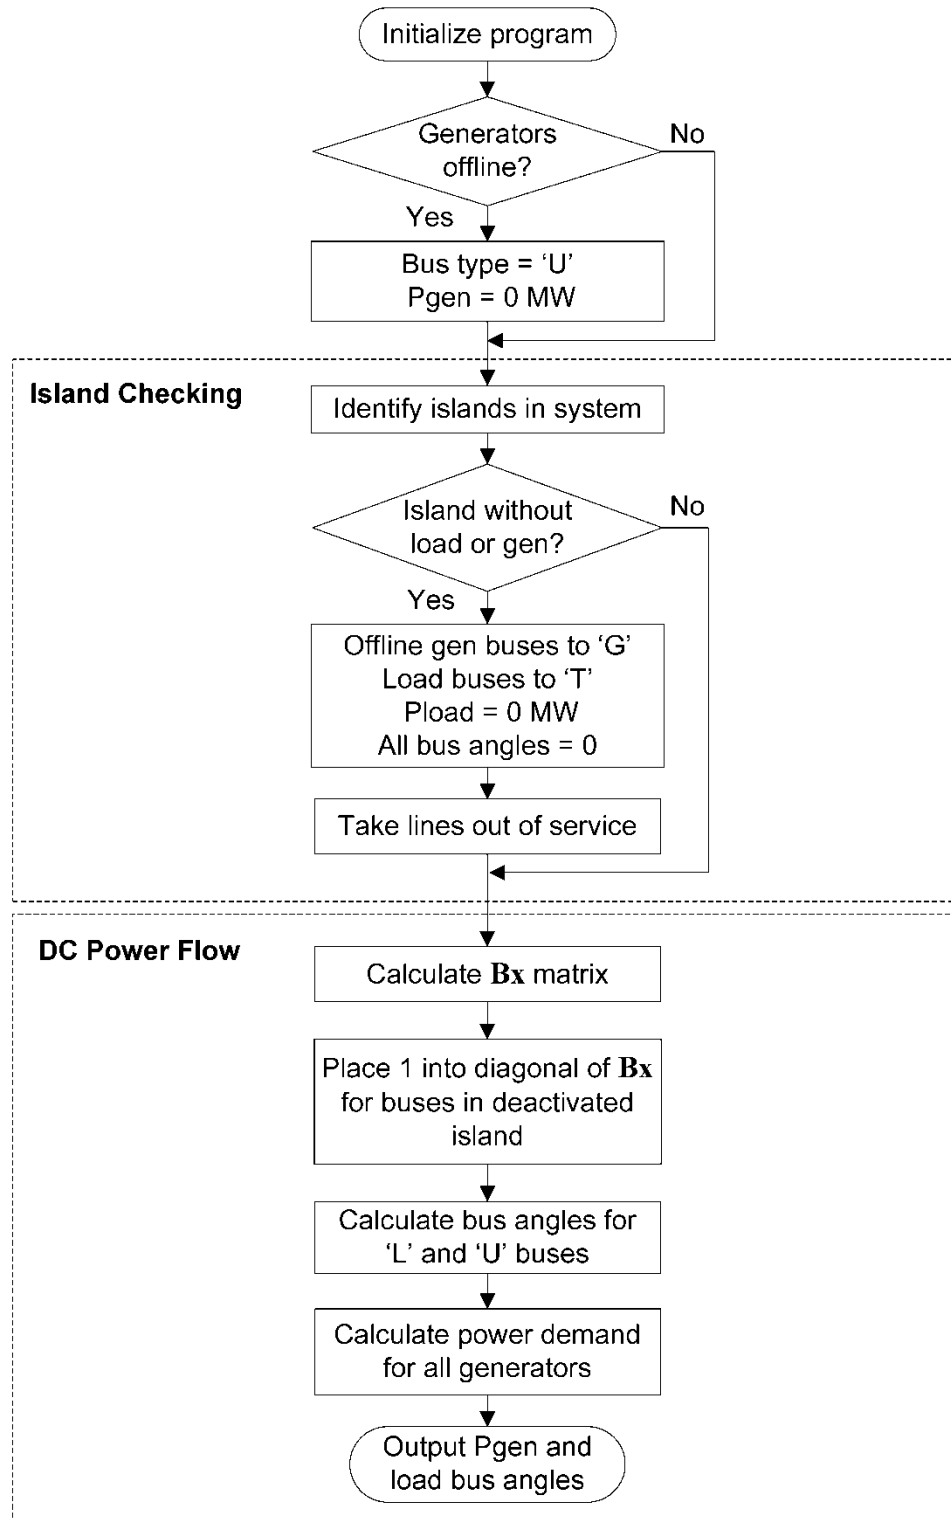 Initialize program
Generators
offline?
No
Yes
Bus type = ‘U’
Pgen = 0 MW
Island Checking
Identify islands in system
Island without
load or gen?
No
Yes
Offline gen buses to ‘G’
Load buses to ‘T’
Pload = 0 MW
All bus angles = 0
Take lines out of service
DC Power Flow
Calculate Bx matrix
Place 1 into diagonal of Bx
for buses in deactivated
island
Calculate bus angles for
‘L’ and ‘U’ buses
Calculate power demand
for all generators
Output Pgen and
load bus angles